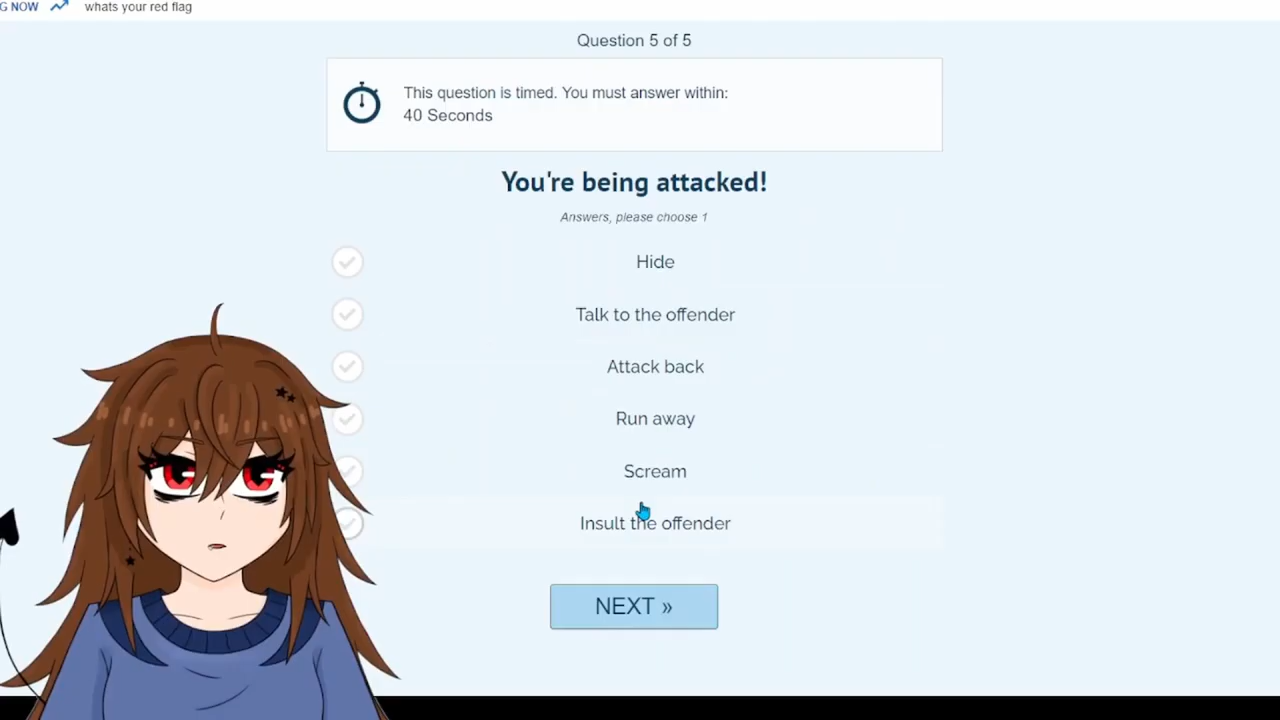 G NOW whats your red flag
Question 5 of 5
This question is timed. You must answer within:
40 Seconds
You're being attacked!
Answers, please choose 1
Hide
Talk to the offender
Attack back
Run away
Scream
Insult the offender
NEXT »